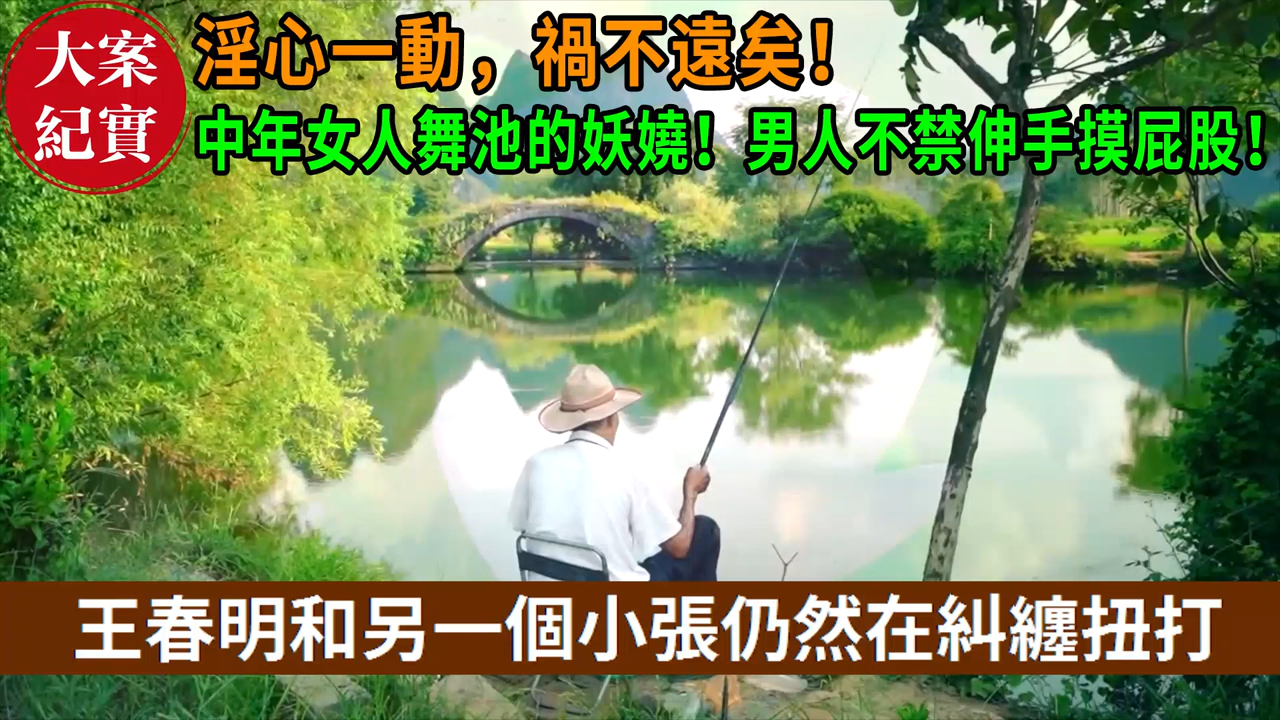 大案
紀實
淫心一動，禍不遠矣！
中年女人舞池的妖嬈！男人不禁伸手摸屁股！
王春明和另一個小張仍然在糾纏扭打